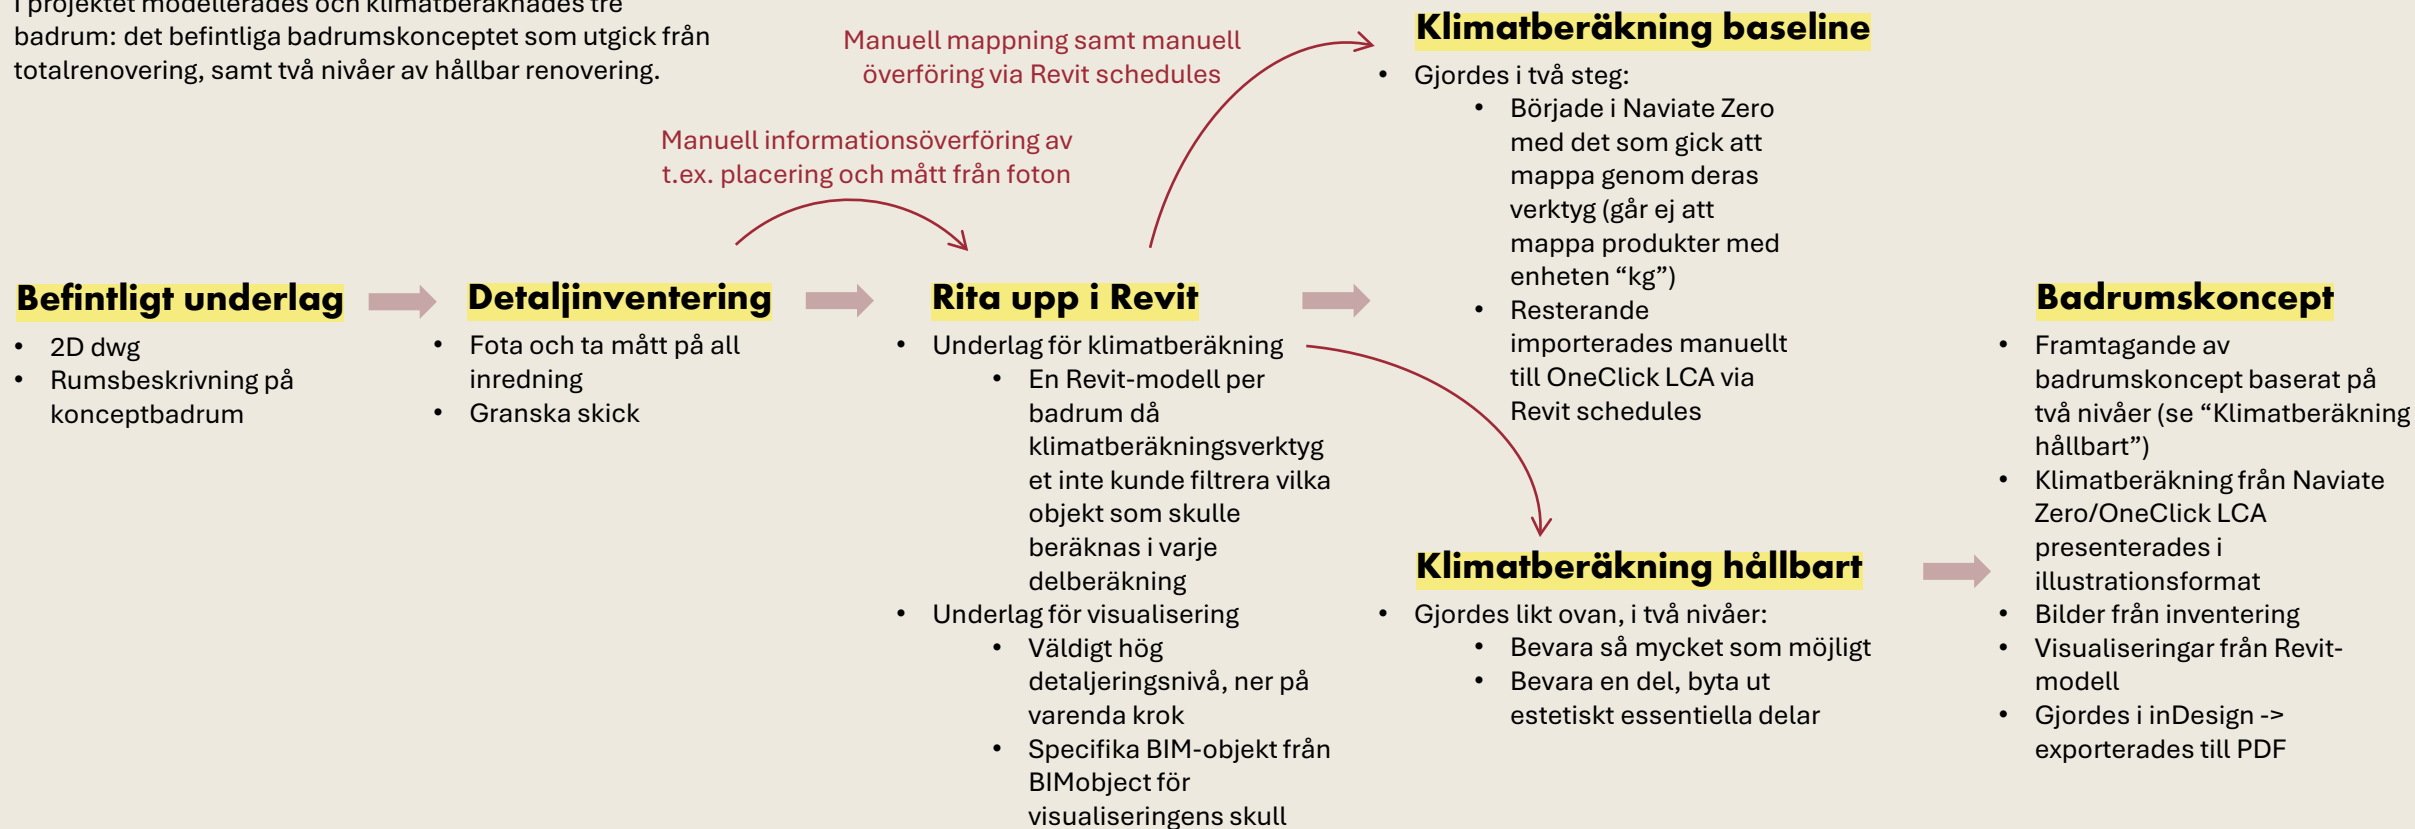 I projektet modellerades och klimatberäknades tre
badrum: det befintliga badrumskonceptet som utgick från
totalrenovering, samt två nivåer av hållbar renovering.
Manuell mappning samt manuell
överföring via Revit schedules
Manuell informationsöverföring av
t.ex. placering och mått från foton
Befintligt underlag
• 2D dwg
• Rumsbeskrivning på
konceptbadrum
Detaljinventering
• Fota och ta mått på all
inredning
• Granska skick
Rita upp i Revit
• Underlag för klimatberäkning
• En Revit-modell per
badrum då
klimatberäkningsverktyg
et inte kunde filtrera vilka
objekt som skulle
beräknas i varje
delberäkning
• Underlag för visualisering
• Väldigt hög
detaljeringsnivå, ner på
varenda krok
• Specifika BIM-objekt från
BIMobject för
visualiseringens skull
Klimatberäkning baseline
• Gjordes i två steg:
• Började i Naviate Zero
med det som gick att
mappa genom deras
verktyg (går ej att
mappa produkter med
enheten “kg”)
• Resterande
importerades manuellt
till OneClick LCA via
Revit schedules
Klimatberäkning hållbart
• Gjordes likt ovan, i två nivåer:
• Bevara så mycket som möjligt
• Bevara en del, byta ut
estetiskt essentiella delar
Badrumskoncept
• Framtagande av
badrumskoncept baserat på
två nivåer (se “Klimatberäkning
hållbart”)
• Klimatberäkning från Naviate
Zero/OneClick LCA
presenterades i
illustrationsformat
• Bilder från inventering
• Visualiseringar från Revit-
modell
• Gjordes i inDesign ->
exporterades till PDF